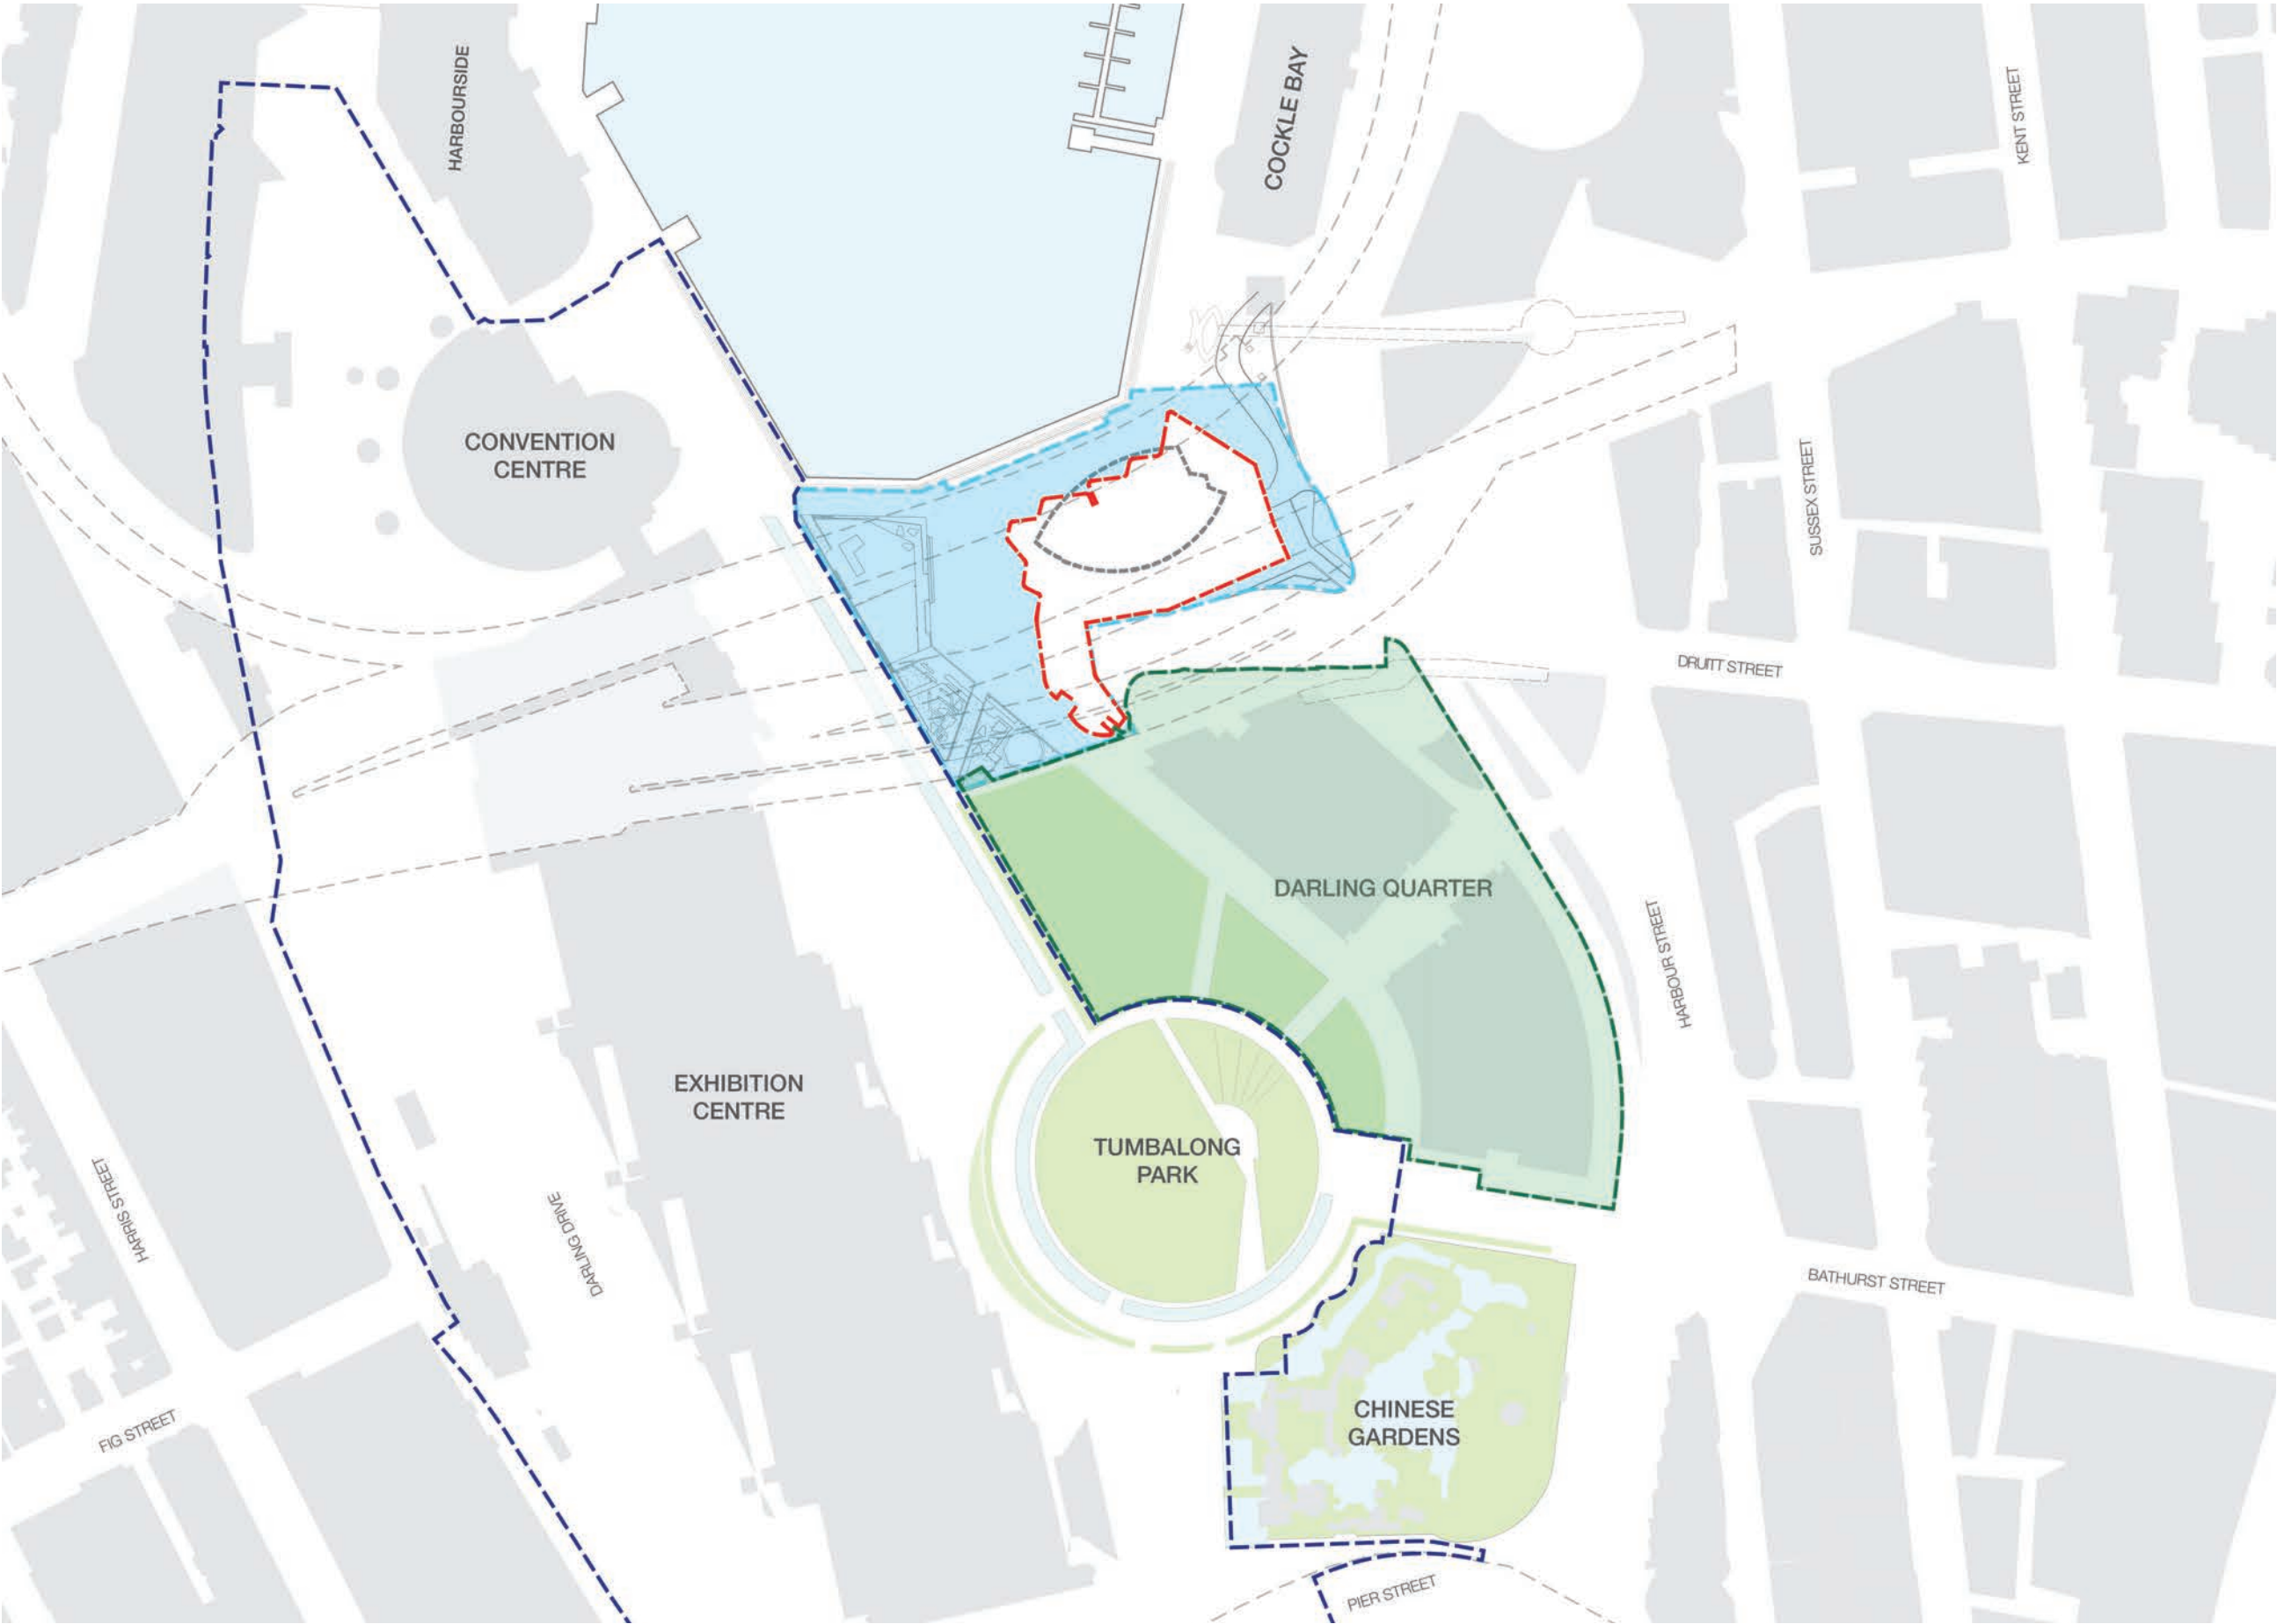 HARBOURSIDE
COCKLE BAY
KENT STREET
CONVENTION
CENTRE
SUSSEX STREET
DRUITT STREET
DARLING QUARTER
HARBOUR STREET
EXHIBITION
CENTRE
TUMBALONG
PARK
HARRIS STREET
DARLING DRIVE
BATHURST STREET
CHINESE
GARDENS
FIG STREET
PIER STREET